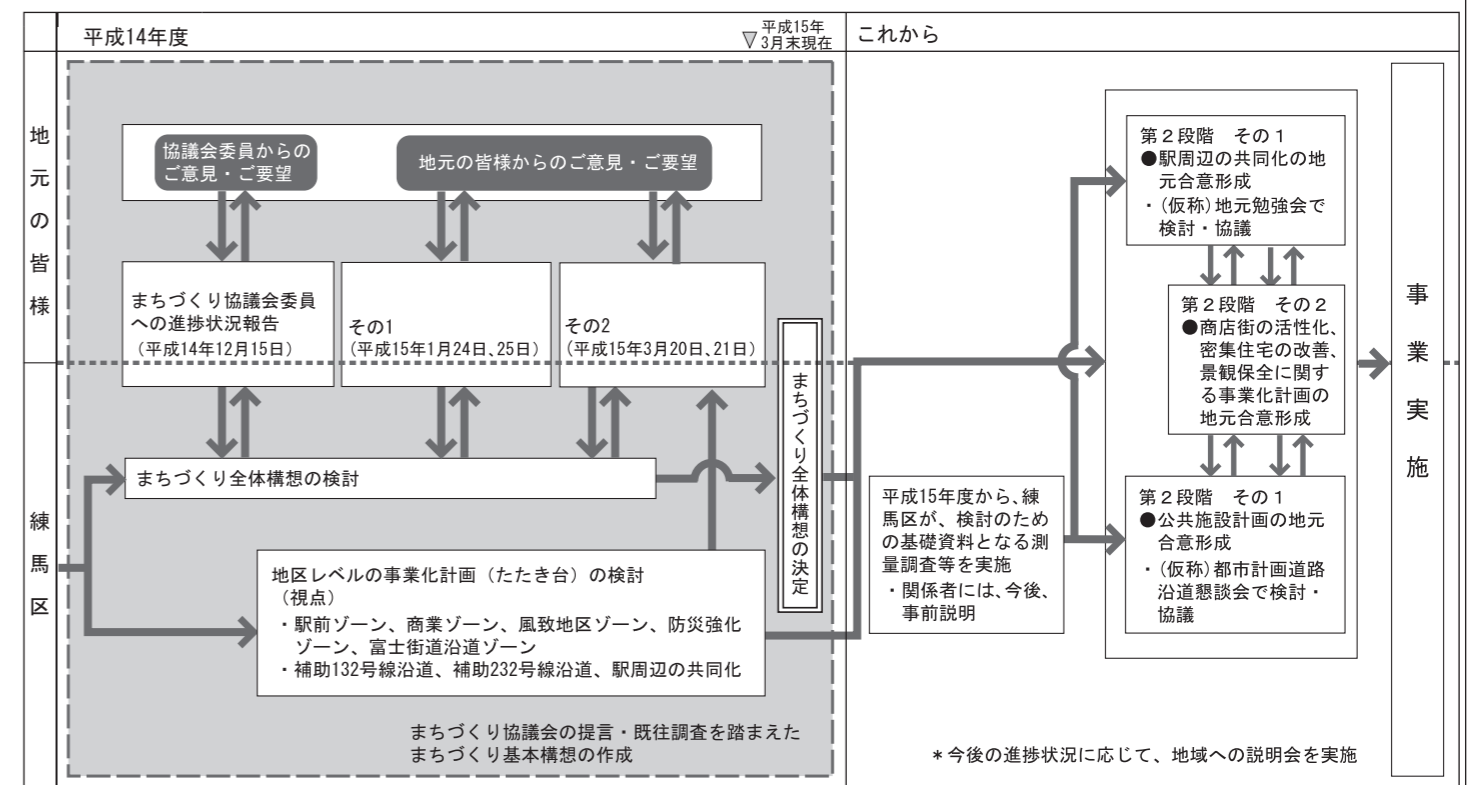 平成14年度
平成15年
▽3月末現在
これから
地元の皆様
練馬区
協議会委員からの
ご意見・ご要望
地元の皆様からのご意見・ご要望
まちづくり協議会委員
への進捗状況報告
（平成14年12月15日）
その1
（平成15年1月24日、25日）
その2
（平成15年3月20日、21日）
まちづくり全体構想の検討
まちづくり全体構想の決定
地区レベルの事業化計画（たたき台）の検討
（視点）
・駅前ゾーン、商業ゾーン、風致地区ゾーン、防災強化
ゾーン、富士街道沿道ゾーン
・補助132号線沿道、補助232号線沿道、駅周辺の共同化
まちづくり協議会の提言・既往調査を踏まえた
まちづくり基本構想の作成
平成15年度から、練
馬区が、検討のため
の基礎資料となる測
量調査等を実施
・関係者には、今後、
事前説明
第２段階　その１
●駅周辺の共同化の地
元合意形成
・(仮称)地元勉強会で
検討・協議
第２段階　その２
●商店街の活性化、
密集住宅の改善、
景観保全に関す
る事業化計画の
地元合意形成
第２段階　その１
●公共施設計画の地元
合意形成
・(仮称)都市計画道路
沿道懇談会で検討・
協議
事業実施
＊今後の進捗状況に応じて、地域への説明会を実施